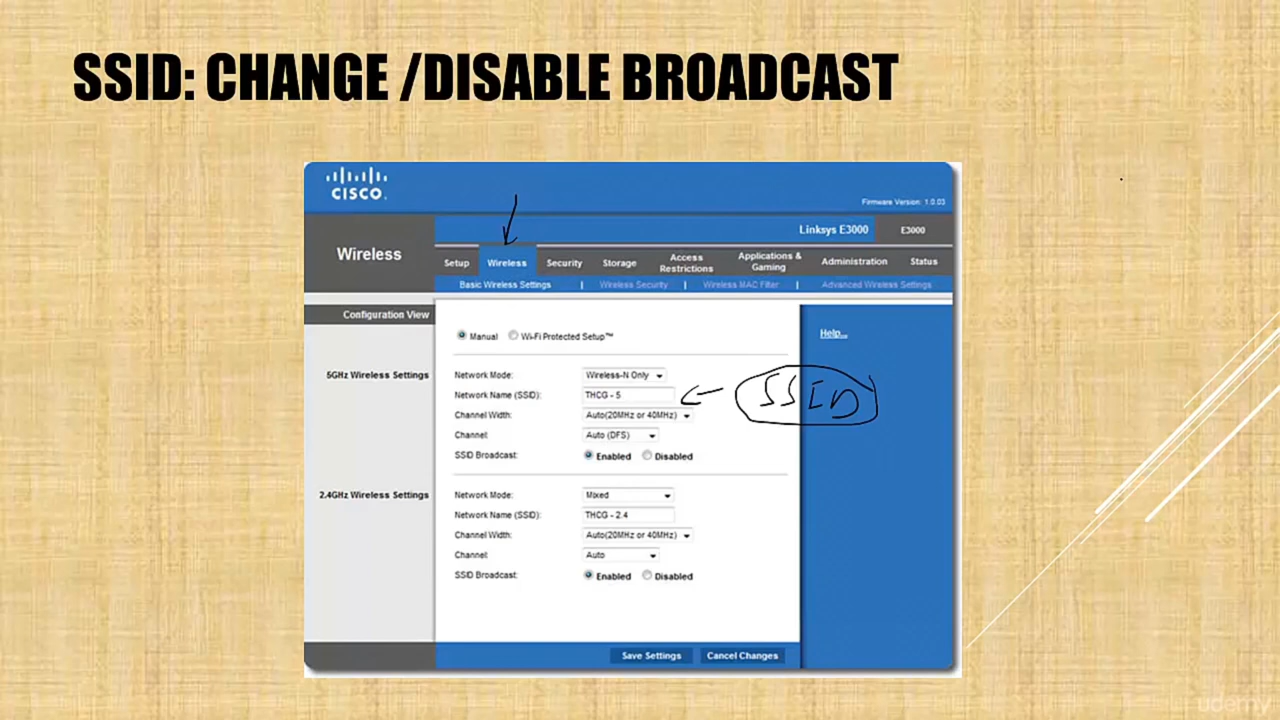 SSID: CHANGE /DISABLE BROADCAST
CISCO.
Firmware Version: 1.0.03
Linksys E3000 E3000
Wireless
Setup Wireless Security Storage Access Restrictions Applications & Gaming Administration Status
Basic Wireless Settings | Wireless Security | Wireless MAC Filter | Advanced Wireless Settings
Configuration View
Manual Wi-Fi Protected Setup™
Help...
5GHz Wireless Settings
Network Mode: Wireless-N Only
Network Name (SSID): THCG - 5
SSID
Channel Width: Auto(20MHz or 40MHz)
Channel: Auto (DFS)
SSID Broadcast: Enabled Disabled
2.4GHz Wireless Settings
Network Mode: Mixed
Network Name (SSID): THCG - 2.4
Channel Width: Auto(20MHz or 40MHz)
Channel: Auto
SSID Broadcast: Enabled Disabled
Save Settings Cancel Changes
udemy